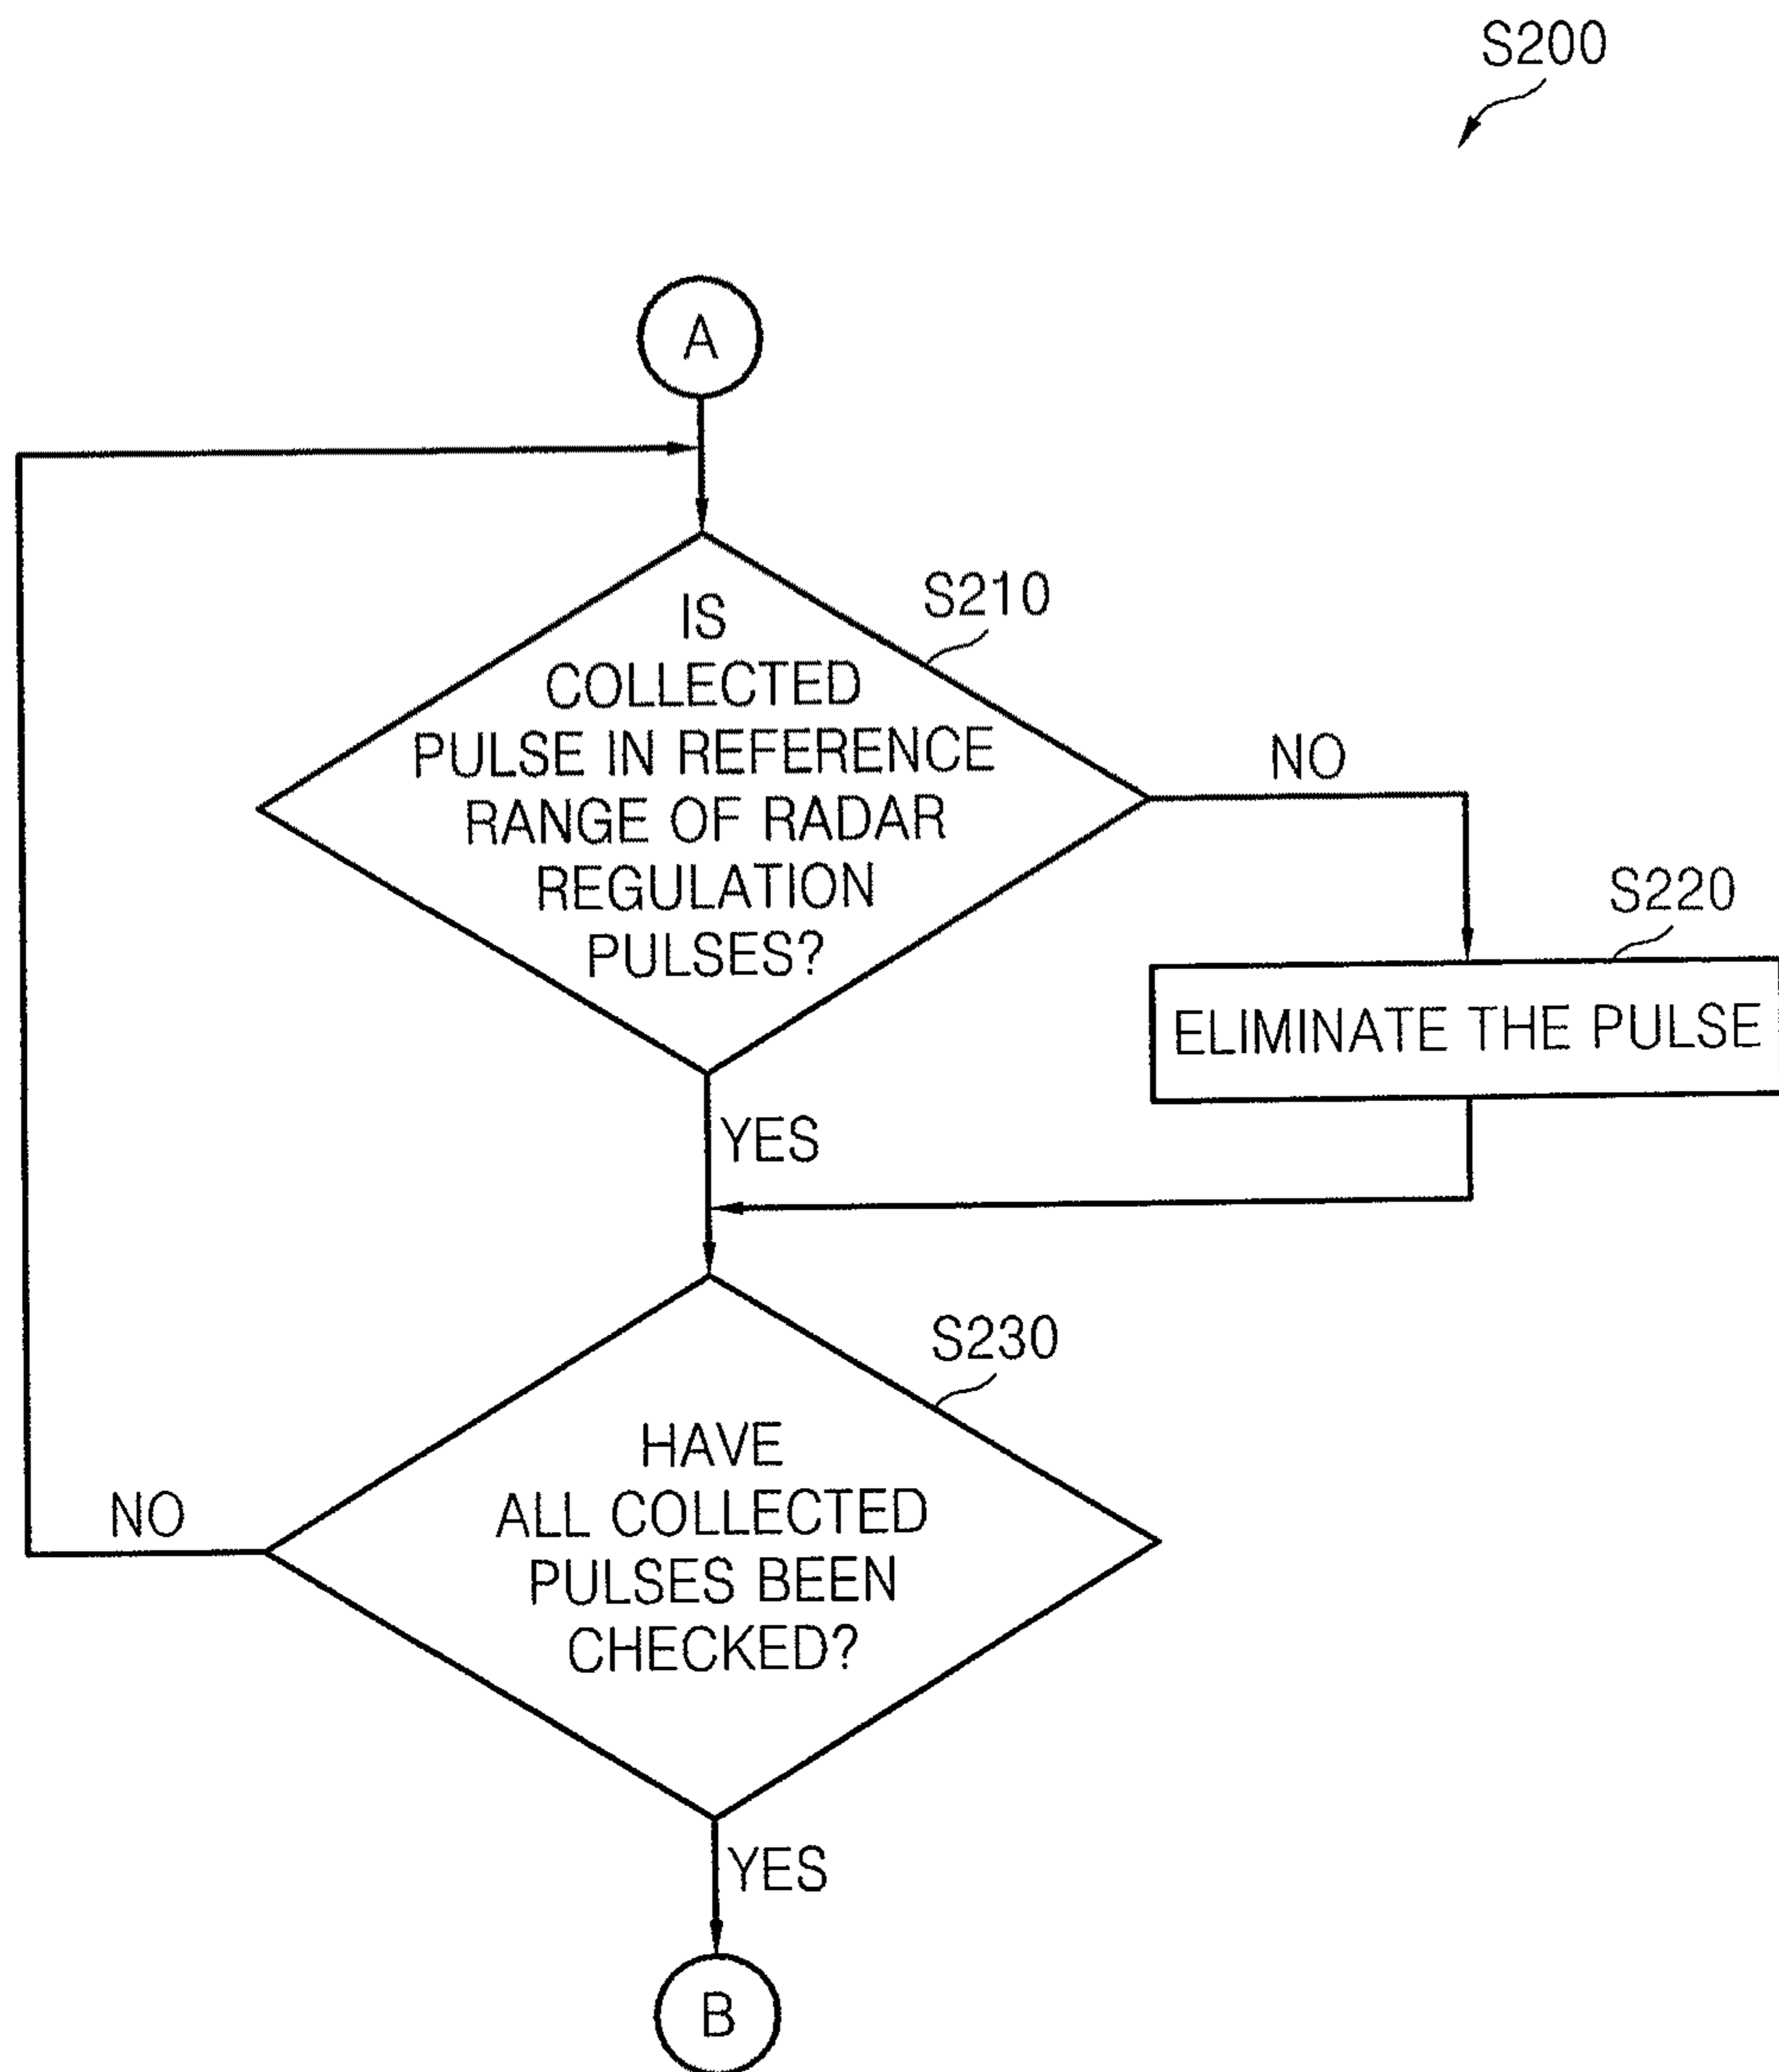 S200
A
S210
IS
COLLECTED
PULSE IN REFERENCE
RANGE OF RADAR
REGULATION
PULSES?
NO
S220
ELIMINATE THE PULSE
YES
S230
HAVE
ALL COLLECTED
PULSES BEEN
CHECKED?
NO
YES
B